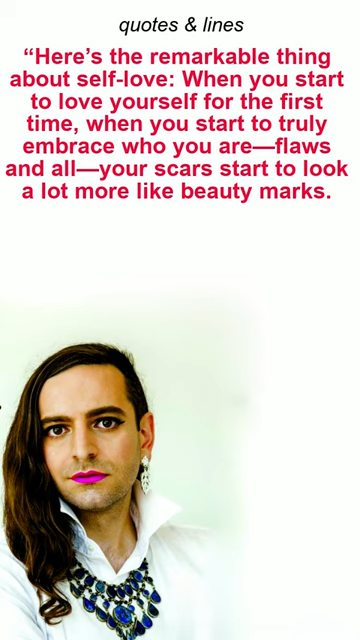 quotes & lines
“Here’s the remarkable thing
about self-love: When you start
to love yourself for the first
time, when you start to truly
embrace who you are—flaws
and all—your scars start to look
a lot more like beauty marks.